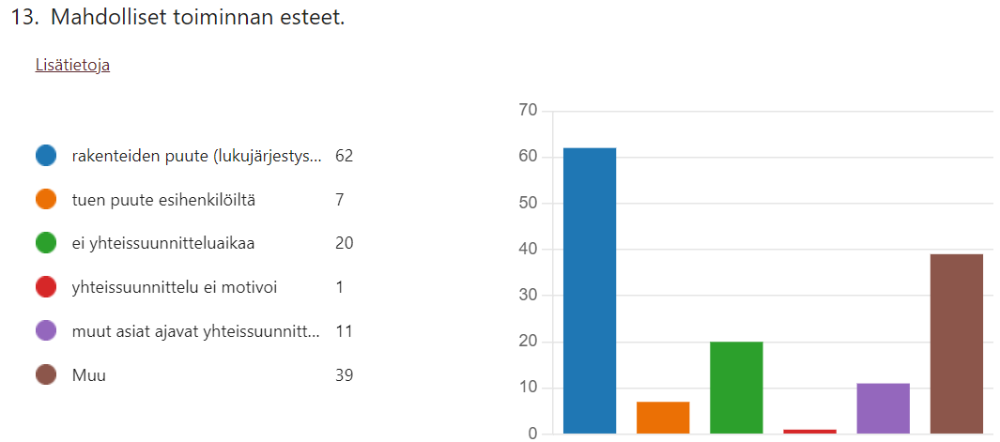 13. Mahdolliset toiminnan esteet.
Lisätietoja
rakenteiden puute (lukujärjestys... 62
tuen puute esihenkilöiltä 7
ei yhteissuunnitteluaikaa 20
yhteissuunnittelu ei motivoi 1
muut asiat ajavat yhteissuunnitt... 11
Muu 39
70
60
50
40
30
20
10
0